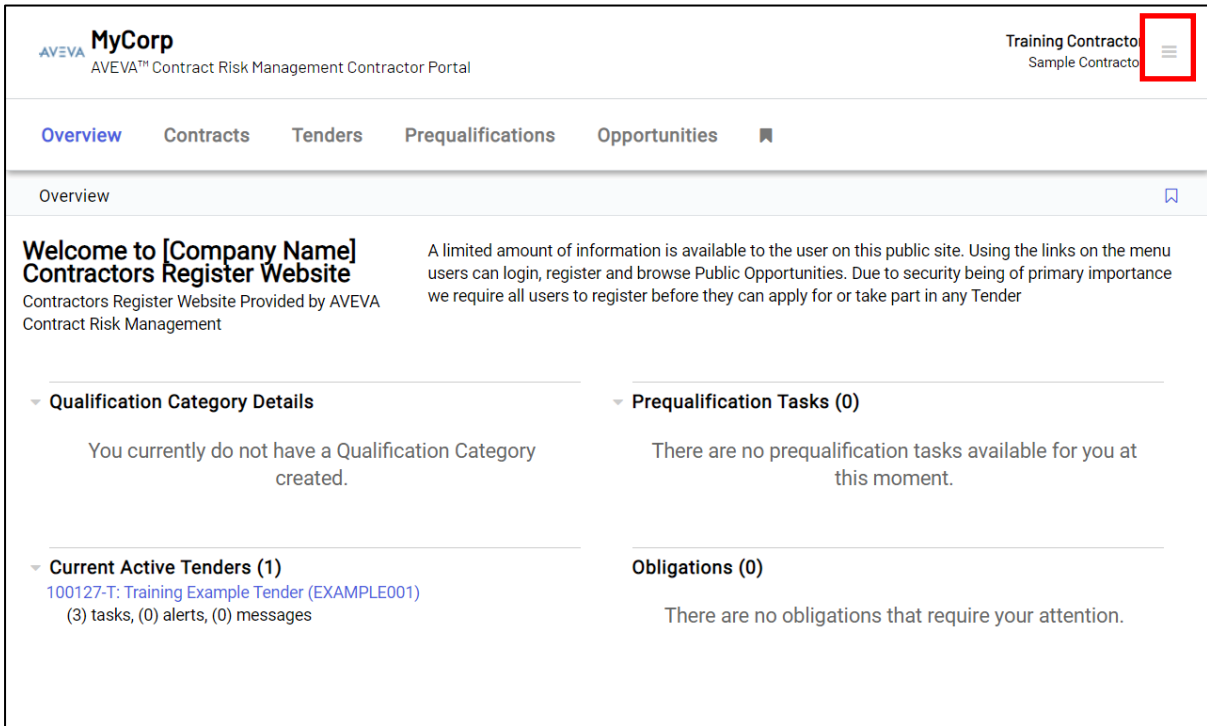 AVEVA
MyCorp
AVEVA™ Contract Risk Management Contractor Portal
Training Contractor
Sample Contracto
Overview Contracts Tenders Prequalifications Opportunities
Overview
Welcome to [Company Name]
Contractors Register Website
Contractors Register Website Provided by AVEVA
Contract Risk Management
A limited amount of information is available to the user on this public site. Using the links on the menu
users can login, register and browse Public Opportunities. Due to security being of primary importance
we require all users to register before they can apply for or take part in any Tender
Qualification Category Details
You currently do not have a Qualification Category
created.
Prequalification Tasks (0)
There are no prequalification tasks available for you at
this moment.
Current Active Tenders (1)
100127-T: Training Example Tender (EXAMPLE001)
(3) tasks, (0) alerts, (0) messages
Obligations (0)
There are no obligations that require your attention.